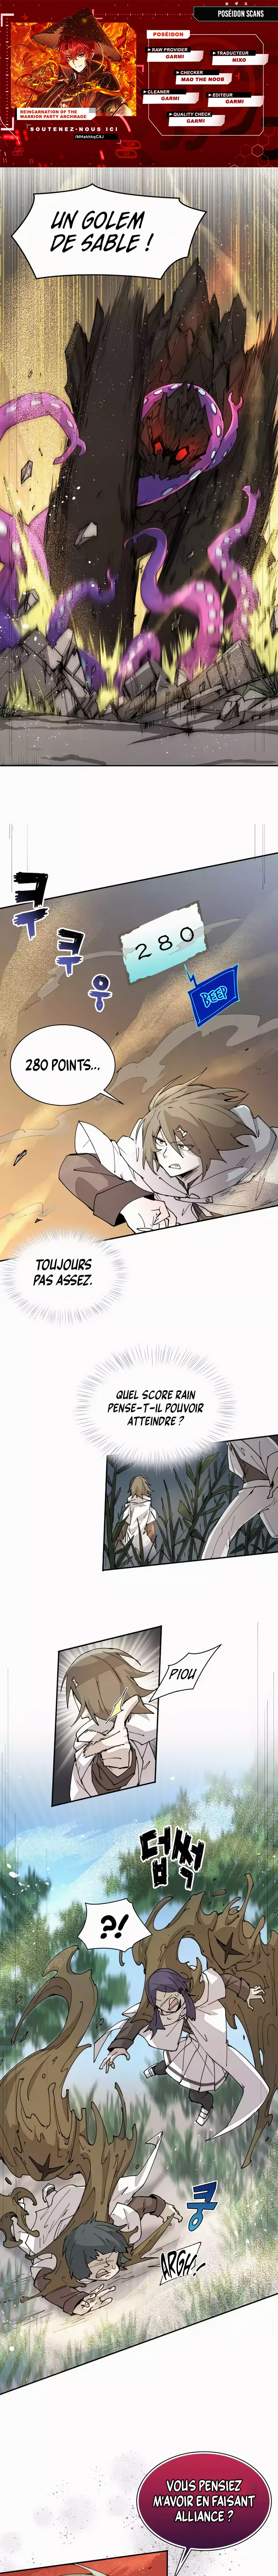 POSÉIDON SCANS
POSÉIDON
RAW PROVIDER
GARMI
TRADUCTEUR
NIXO
CHECKER
MAO THE NOOB
CLEANER
GARMI
EDITEUR
GARMI
QUALITY CHECK
GARMI
REINCARNATION OF THE
WARRIOR PARTY ARCHMAGE
SOUTENEZ-NOUS ICI
UN GOLEM
DE SABLE !
쿠
쿠
우
280
BEEP
280 POINTS...
TOUJOURS
PAS ASSEZ.
QUEL SCORE RAIN
PENSE-T-IL POUVOIR
ATTEINDRE ?
PIOU
덥썩
?!
쿵
ARGH!
VOUS PENSIEZ
M'AVOIR EN FAISANT
ALLIANCE ?